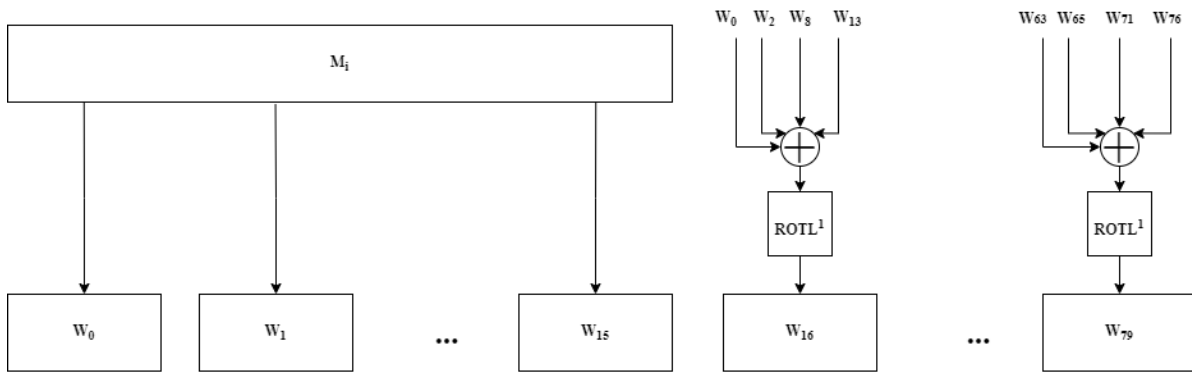 W₀ W₂ W₈ W₁₃ W63 W65 W71 W76
Mᵢ
ROTL¹ ROTL¹
W₀ W₁ ... W₁₅ W₁₆ ... W₇₉